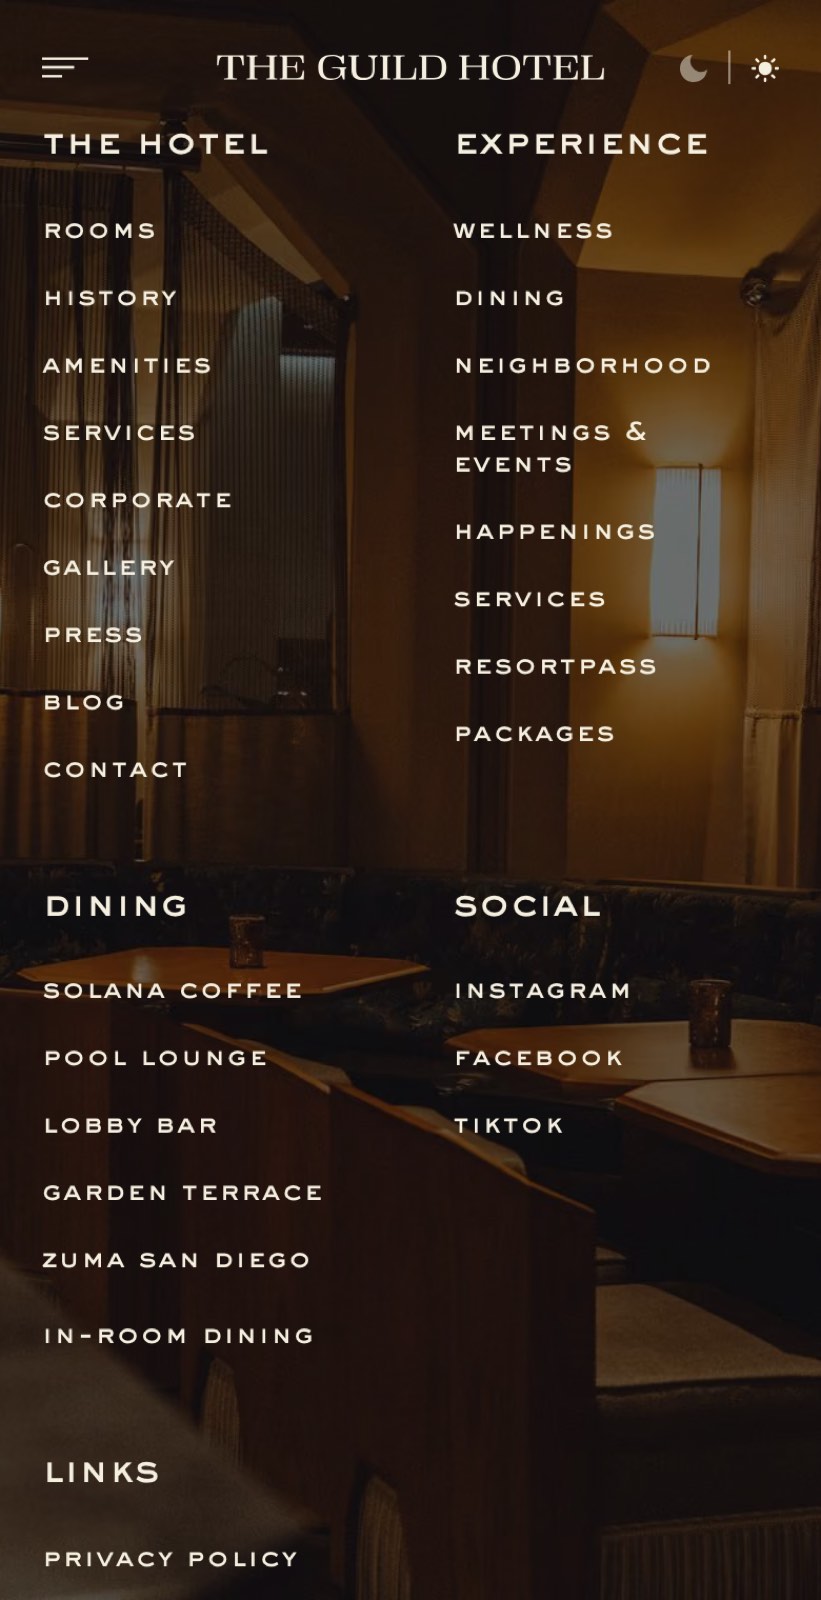 THE GUILD HOTEL
THE HOTEL
ROOMS
HISTORY
AMENITIES
SERVICES
CORPORATE
GALLERY
PRESS
BLOG
CONTACT
EXPERIENCE
WELLNESS
DINING
NEIGHBORHOOD
MEETINGS &
EVENTS
HAPPENINGS
SERVICES
RESORTPASS
PACKAGES
DINING
SOLANA COFFEE
POOL LOUNGE
LOBBY BAR
GARDEN TERRACE
ZUMA SAN DIEGO
IN-ROOM DINING
SOCIAL
INSTAGRAM
FACEBOOK
TIKTOK
LINKS
PRIVACY POLICY